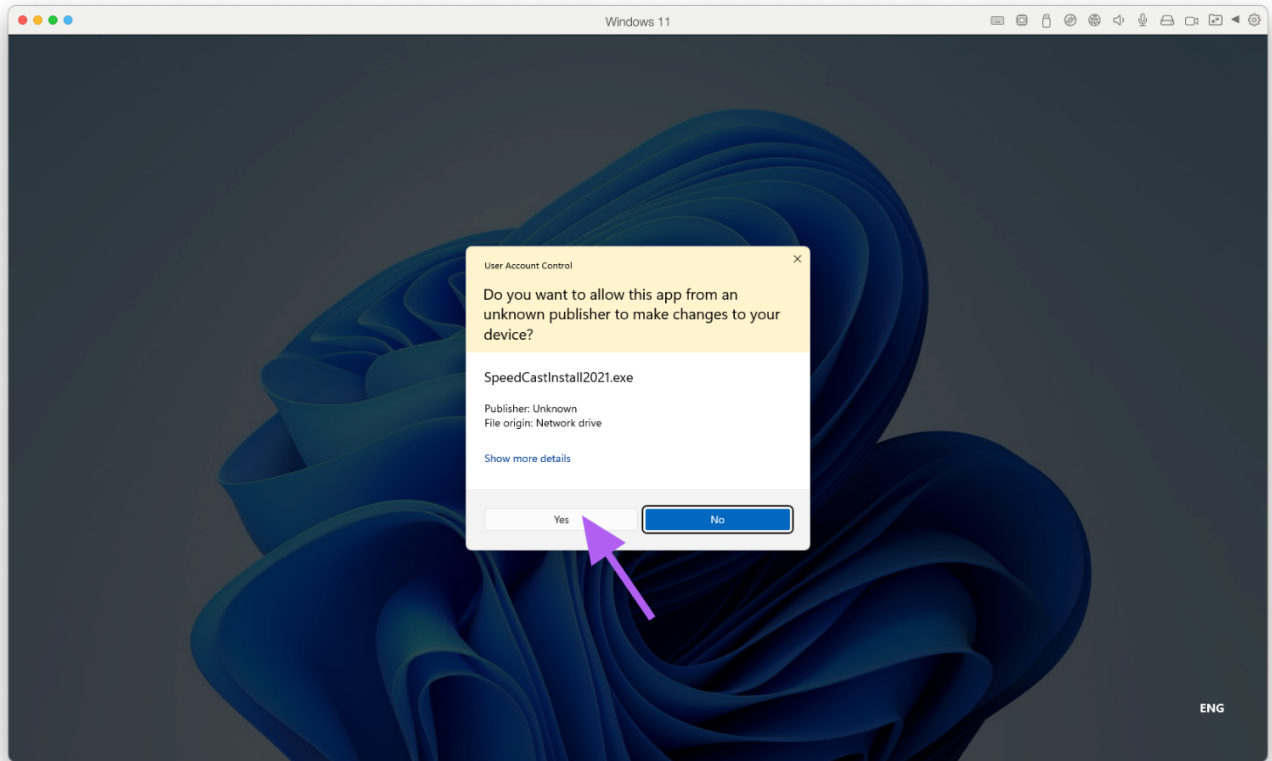 Windows 11
User Account Control
Do you want to allow this app from an
unknown publisher to make changes to your
device?
SpeedCastInstall2021.exe
Publisher: Unknown
File origin: Network drive
Show more details
Yes
No
ENG